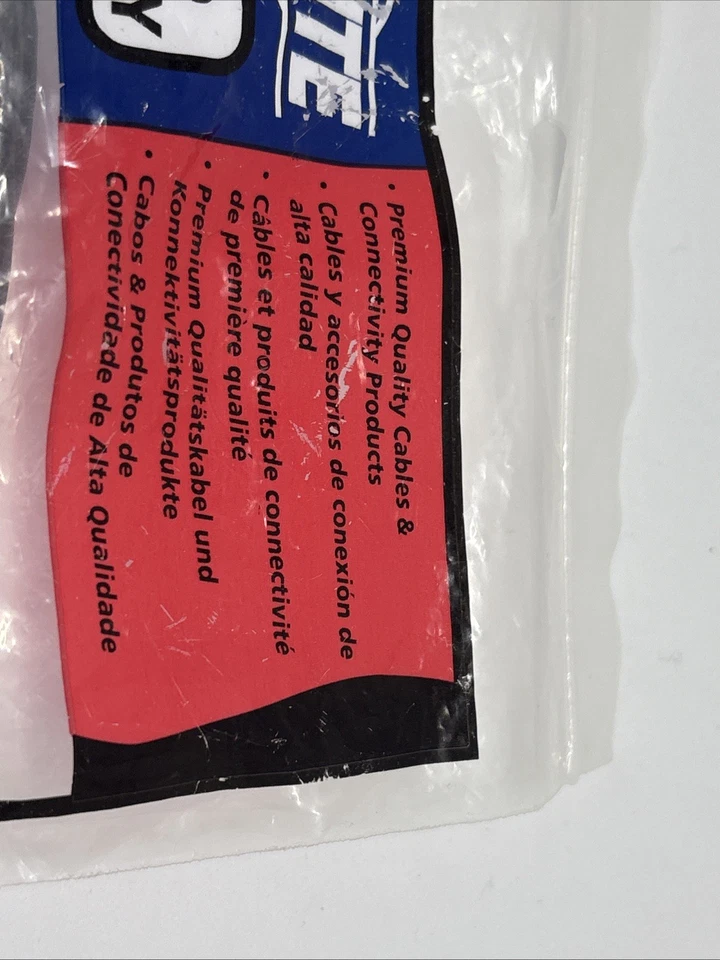 ITE
Y
• Premium Quality Cables &
Connectivity Products
• Cables y accesorios de conexión de
alta calidad
• Câbles et produits de connectivité
de première qualité
• Premium Qualitätskabel und
Konnektivitätsprodukte
• Cabos & Produtos de
Conectividade de Alta Qualidade